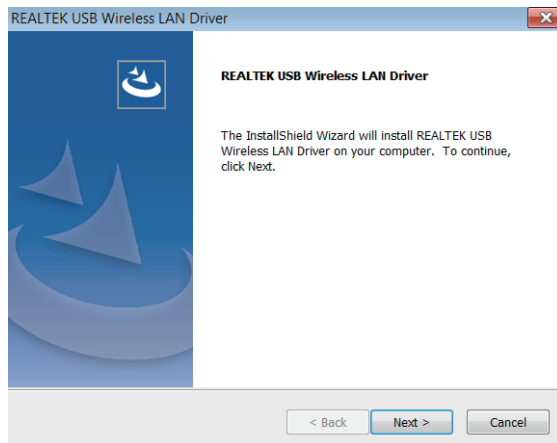 REALTEK USB Wireless LAN Driver
REALTEK USB Wireless LAN Driver
The InstallShield Wizard will install REALTEK USB
Wireless LAN Driver on your computer. To continue,
click Next.
< Back Next > Cancel